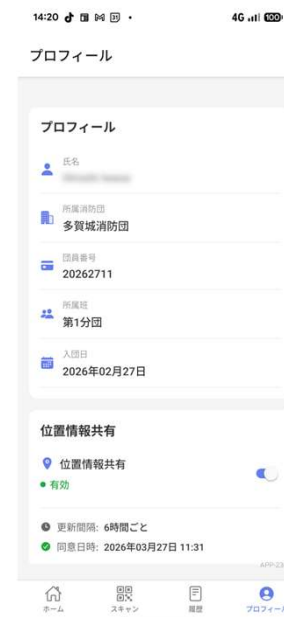 14:20
4G
100
プロフィール
プロフィール
氏名
所属消防団
多賀城消防団
団員番号
20262711
所属班
第1分団
入団日
2026年02月27日
位置情報共有
位置情報共有
有効
更新間隔: 6時間ごと
同意日時: 2026年03月27日 11:31
ホーム
スキャン
履歴
プロフィール